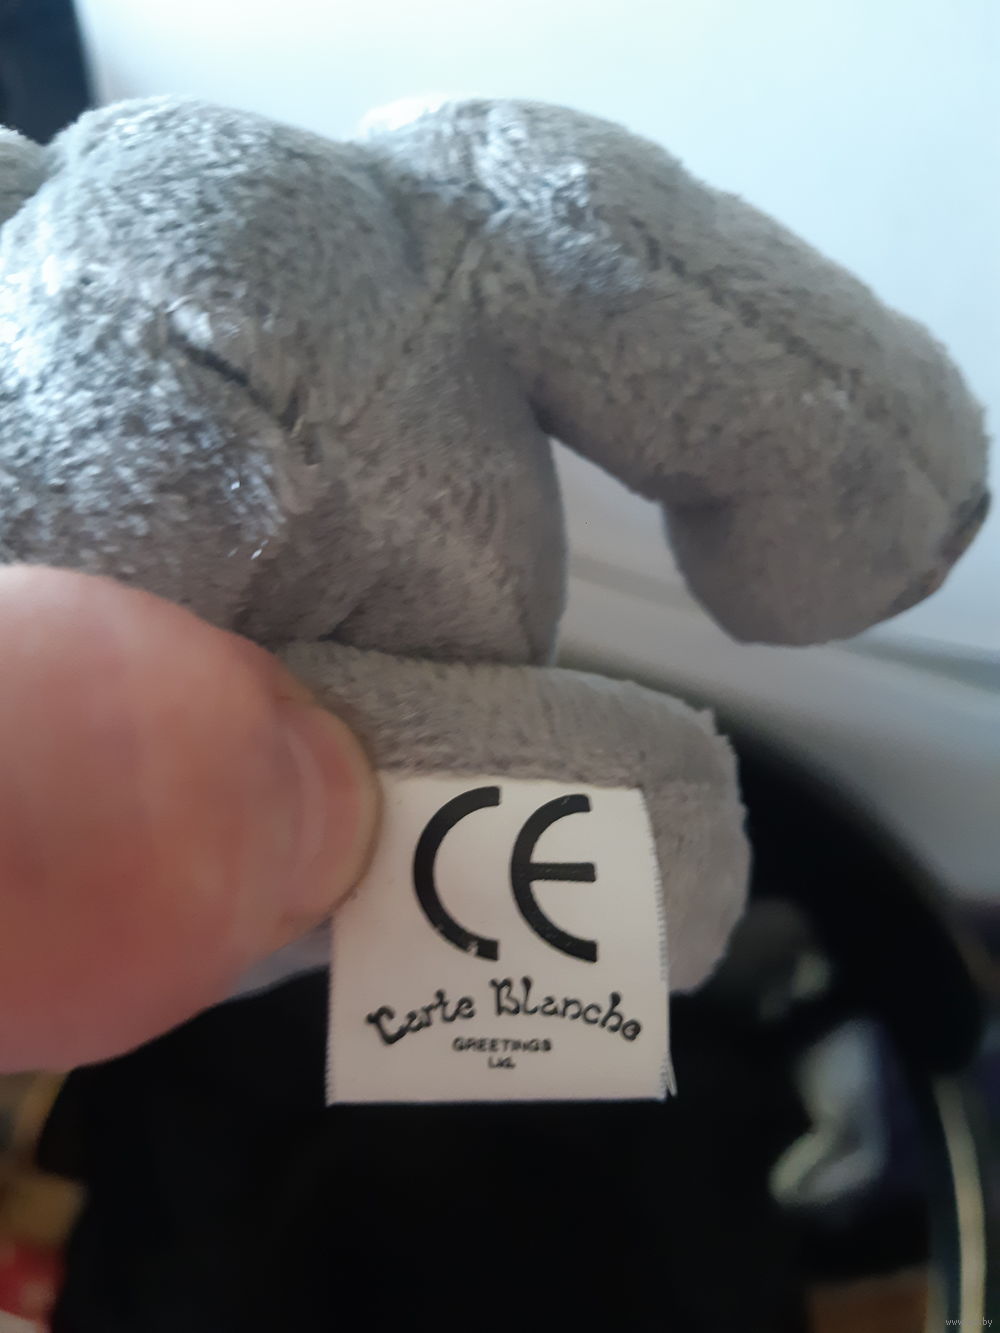 CE
Carte Blanche
GREETINGS
Ltd.